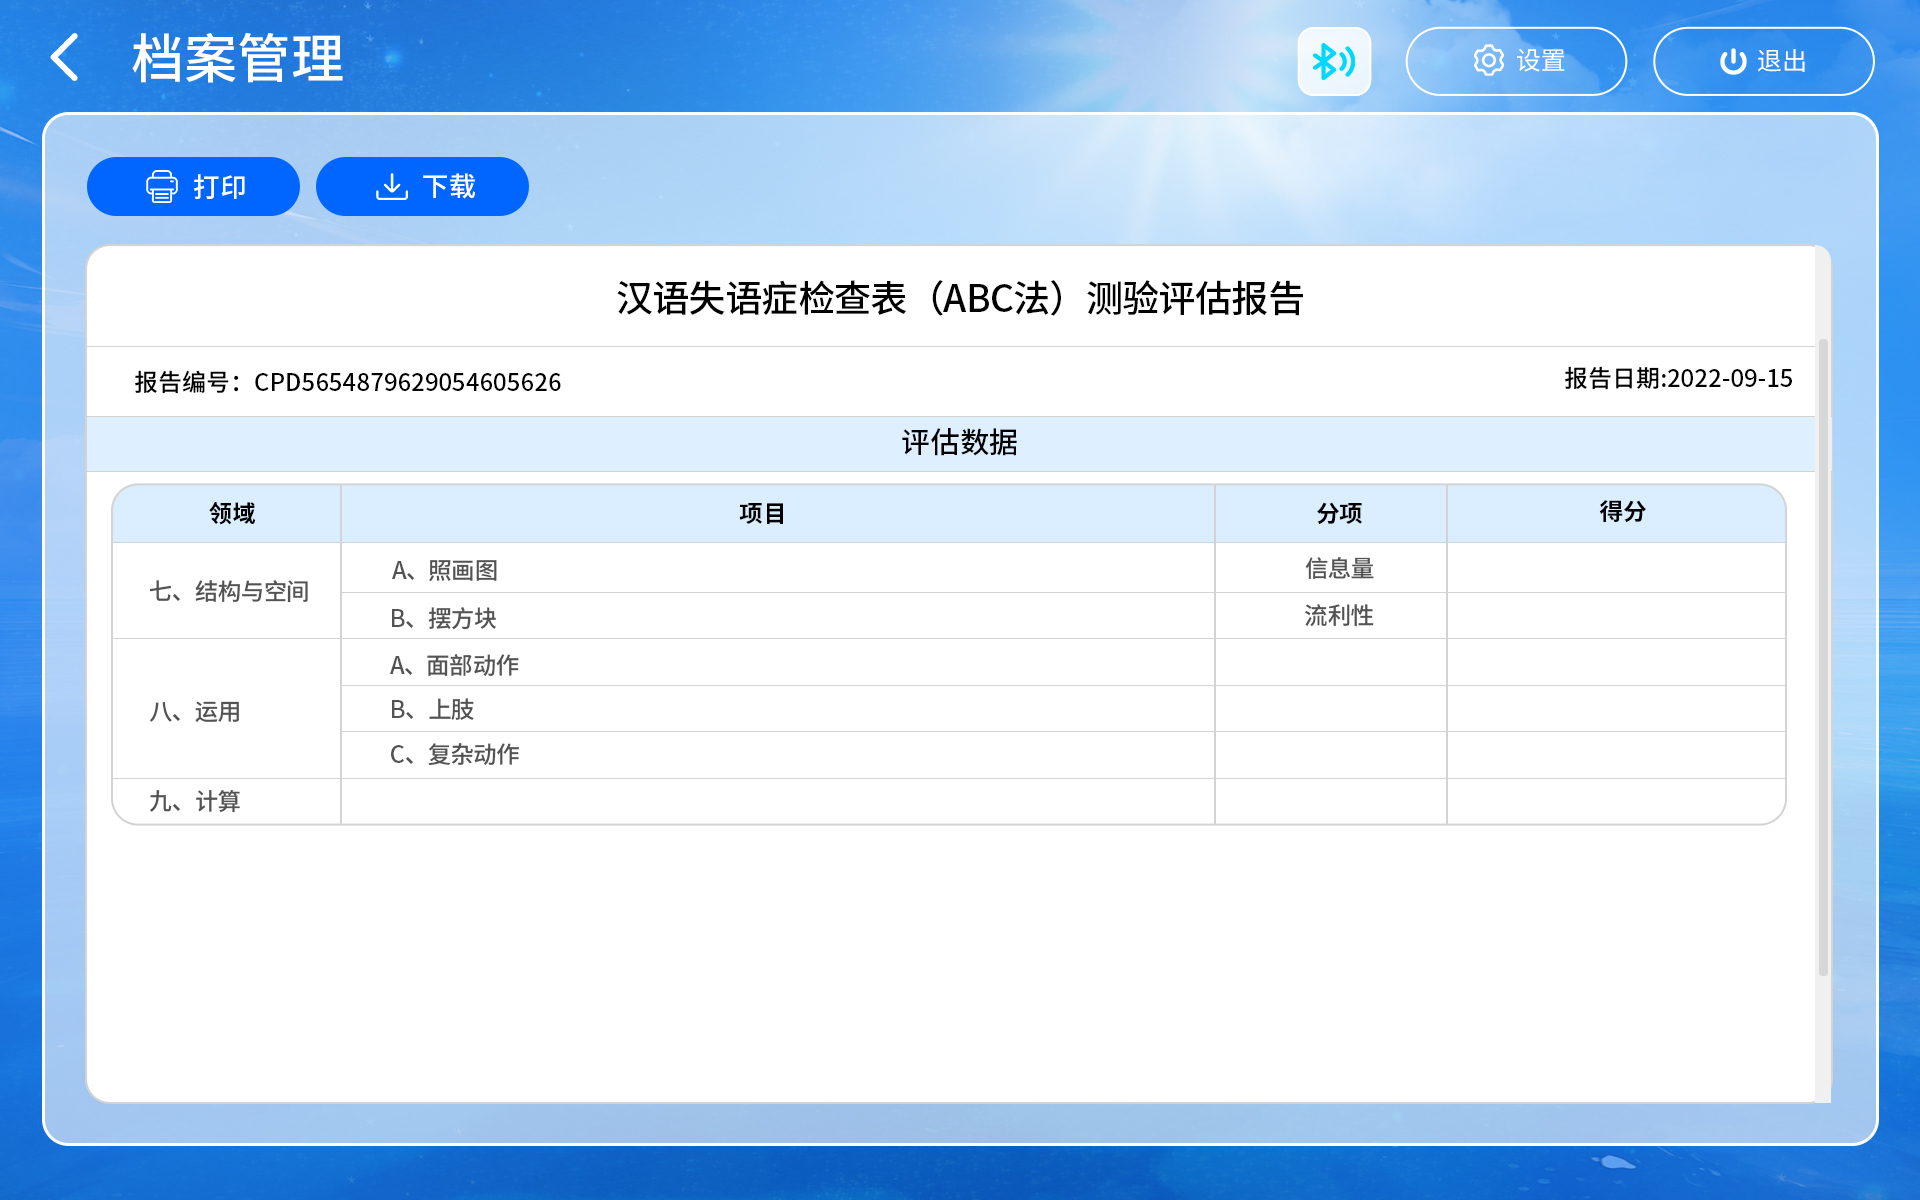 档案管理
设置
退出
打印
下载
汉语失语症检查表（ABC法）测验评估报告
报告编号：CPD5654879629054605626
报告日期:2022-09-15
评估数据
领域 项目 分项 得分
七、结构与空间
A、照画图 信息量
B、摆方块 流利性
八、运用
A、面部动作
B、上肢
C、复杂动作
九、计算